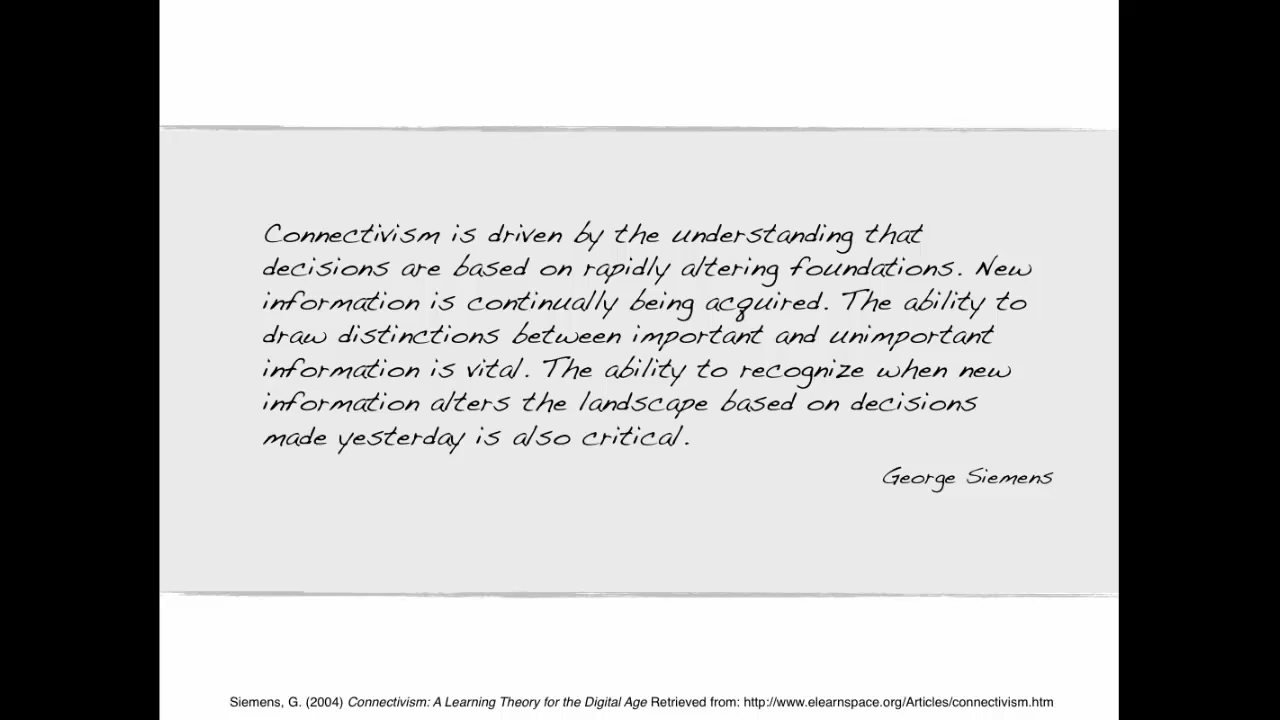 Connectivism is driven by the understanding that
decisions are based on rapidly altering foundations. New
information is continually being acquired. The ability to
draw distinctions between important and unimportant
information is vital. The ability to recognize when new
information alters the landscape based on decisions
made yesterday is also critical.
George Siemens
Siemens, G. (2004) Connectivism: A Learning Theory for the Digital Age Retrieved from: http://www.elearnspace.org/Articles/connectivism.htm